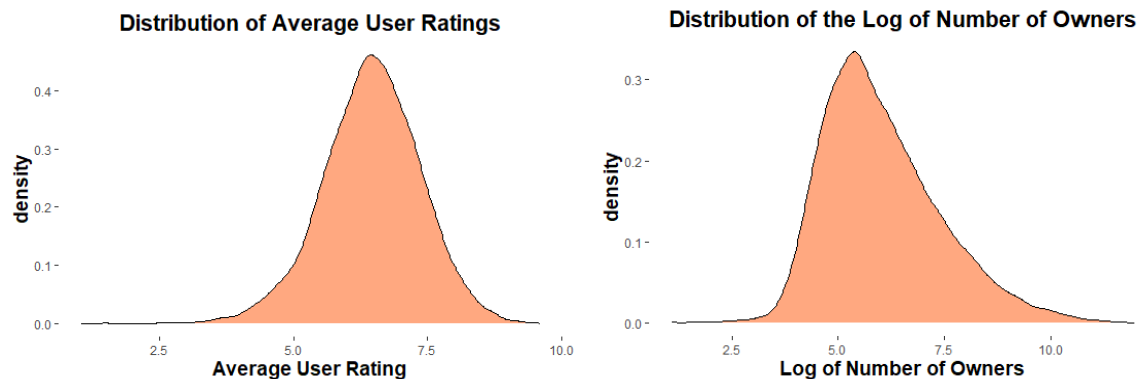 Distribution of Average User Ratings
density
0.4
0.3
0.2
0.1
0.0
2.5 5.0 7.5 10.0
Average User Rating
Distribution of the Log of Number of Owners
density
0.3
0.2
0.1
0.0
2.5 5.0 7.5 10.0
Log of Number of Owners